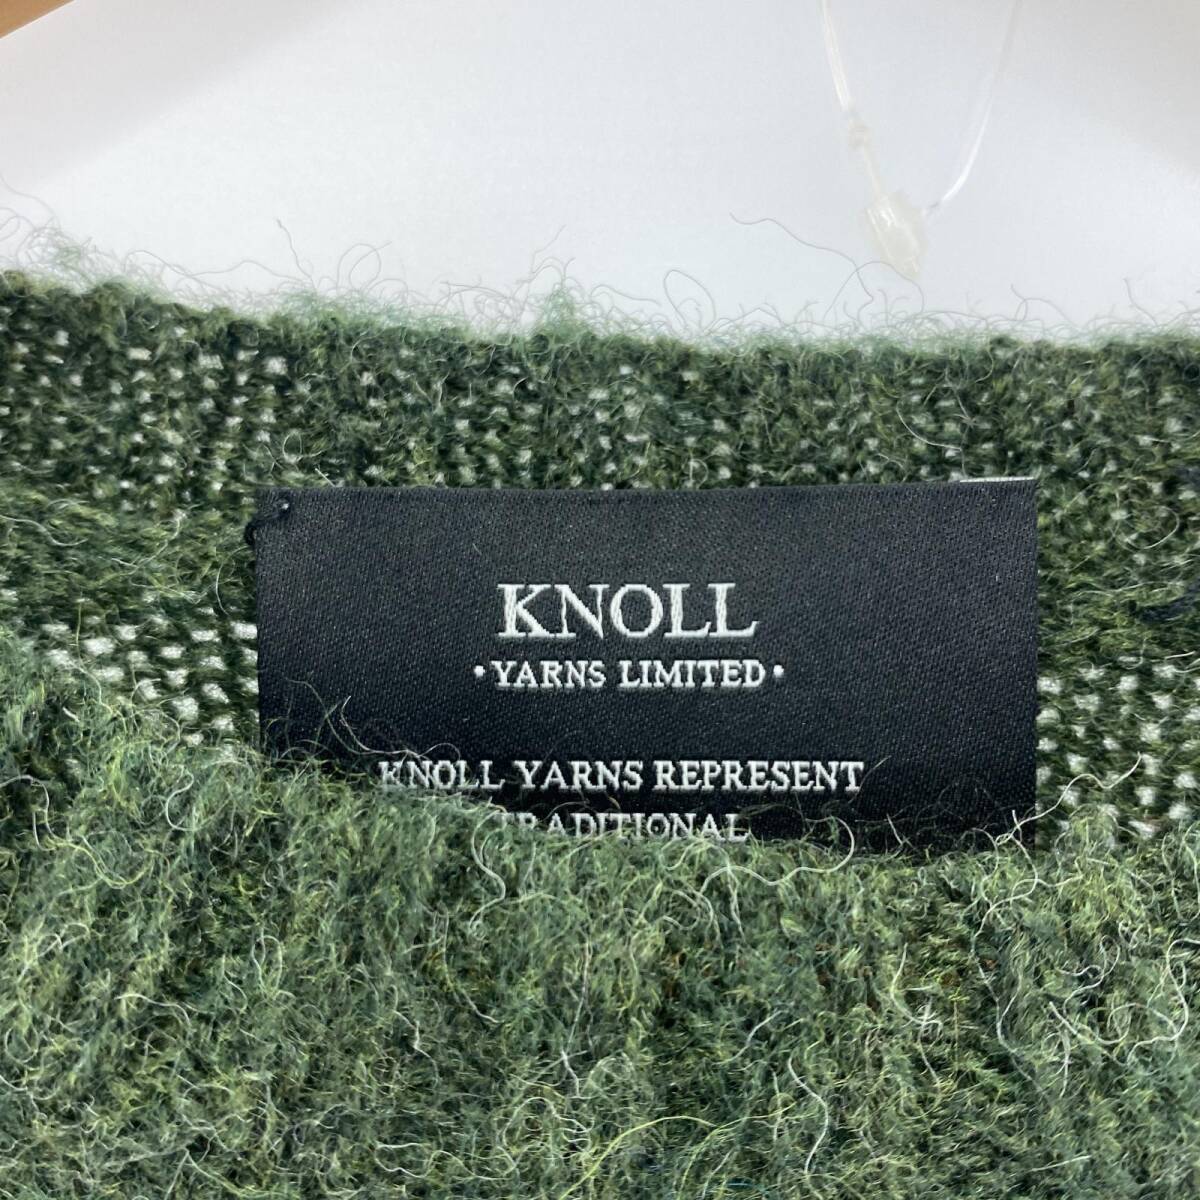 KNOLL
• YARNS LIMITED •
KNOLL YARNS REPRESENT
TRADITIONAL